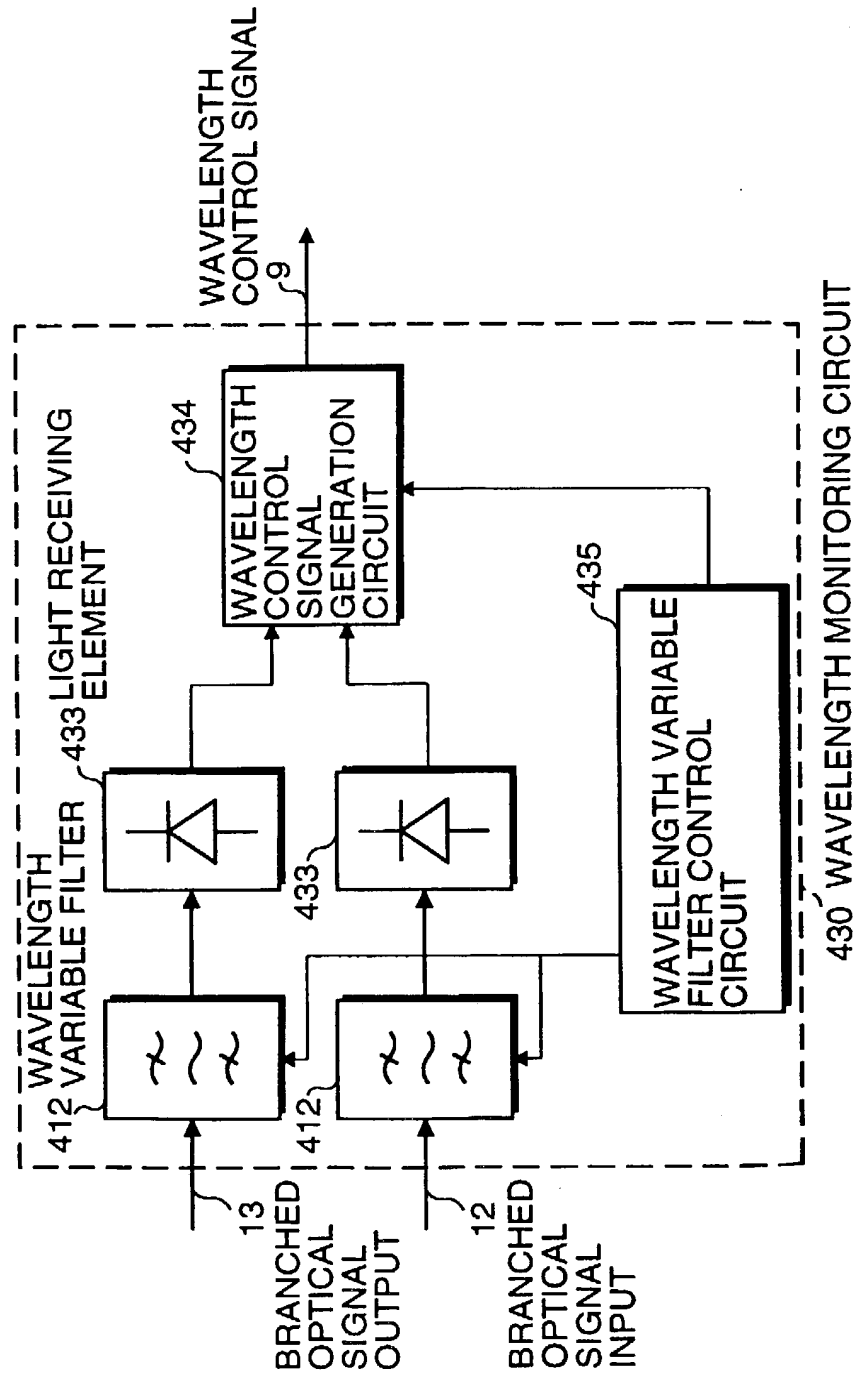 WAVELENGTH
VARIABLE FILTER
412
433
LIGHT RECEIVING
ELEMENT
434
WAVELENGTH
CONTROL
SIGNAL
GENERATION
CIRCUIT
WAVELENGTH
CONTROL SIGNAL
9
13
BRANCHED
OPTICAL
SIGNAL
OUTPUT
412
433
12
BRANCHED
OPTICAL
SIGNAL
INPUT
435
WAVELENGTH VARIABLE
FILTER CONTROL
CIRCUIT
430 WAVELENGTH MONITORING CIRCUIT